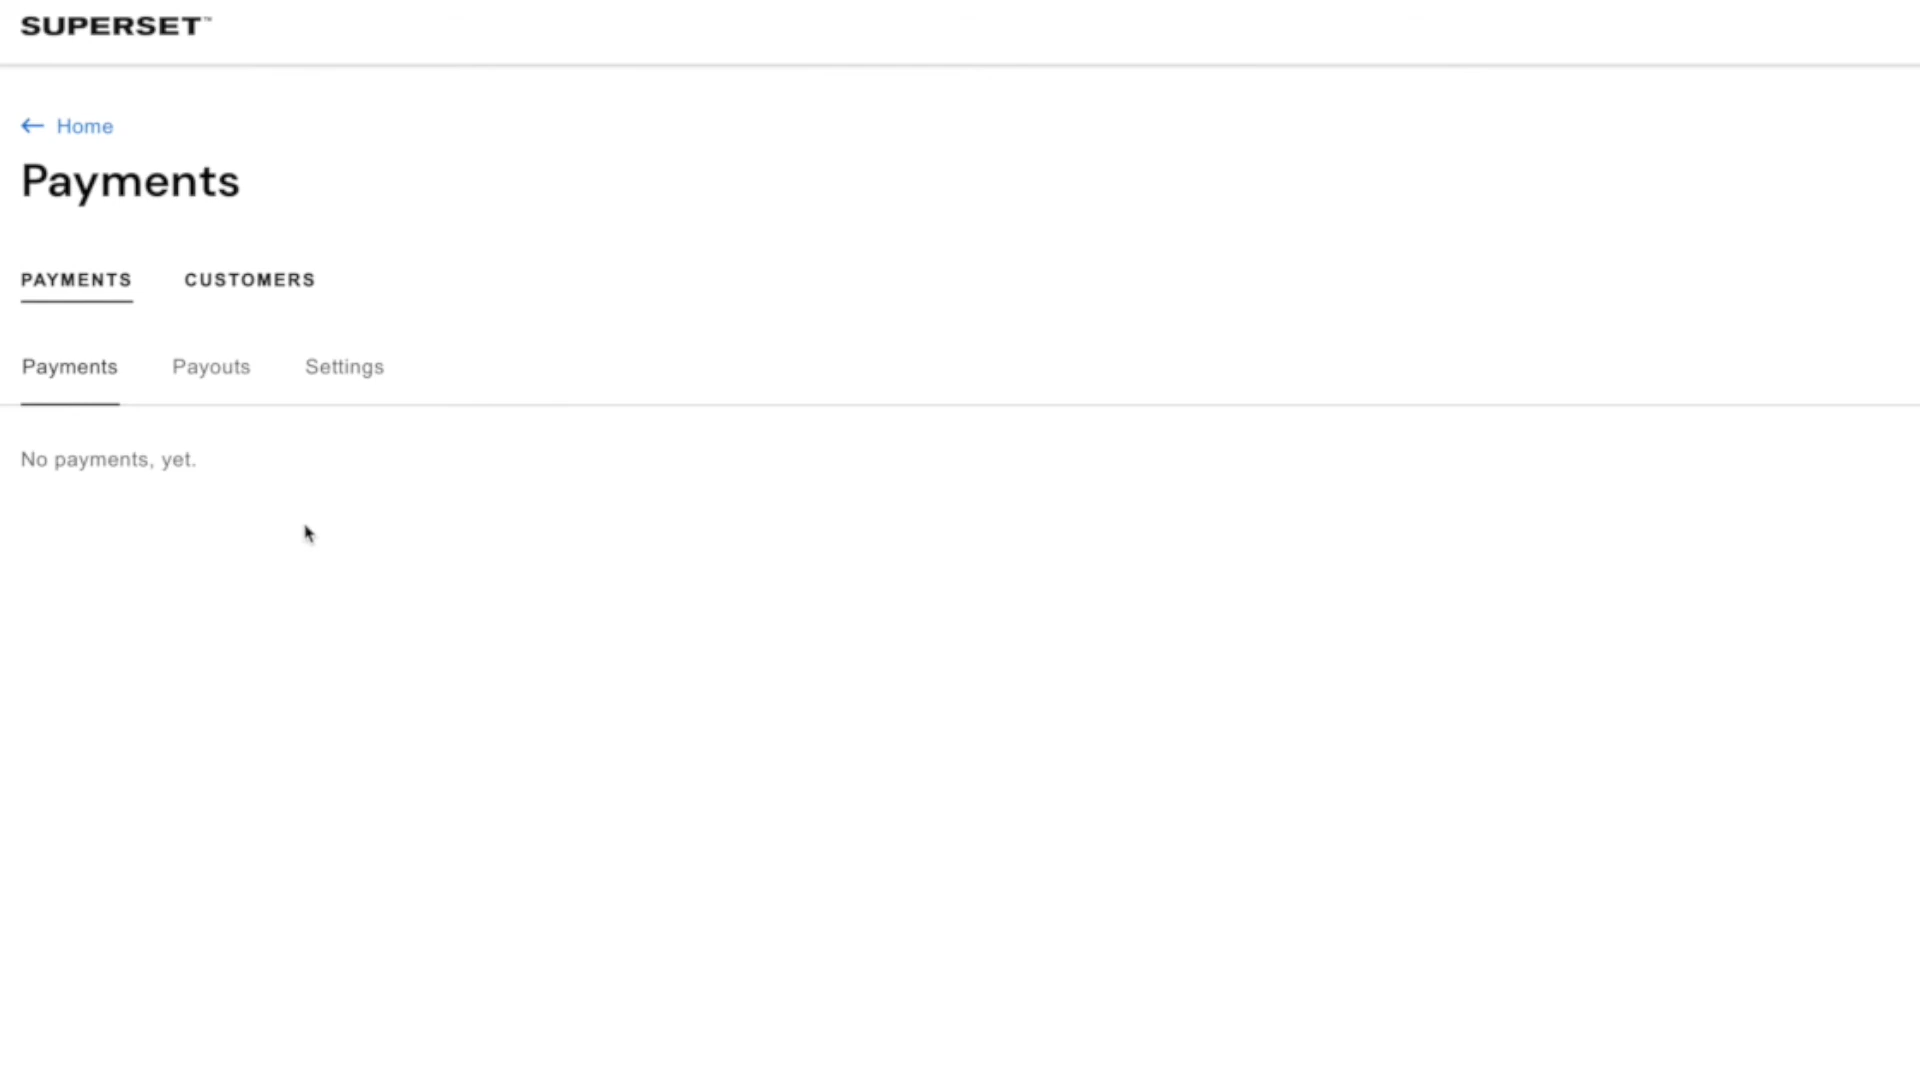 SUPERSET™
← Home
Payments
PAYMENTS CUSTOMERS
Payments Payouts Settings
No payments, yet.